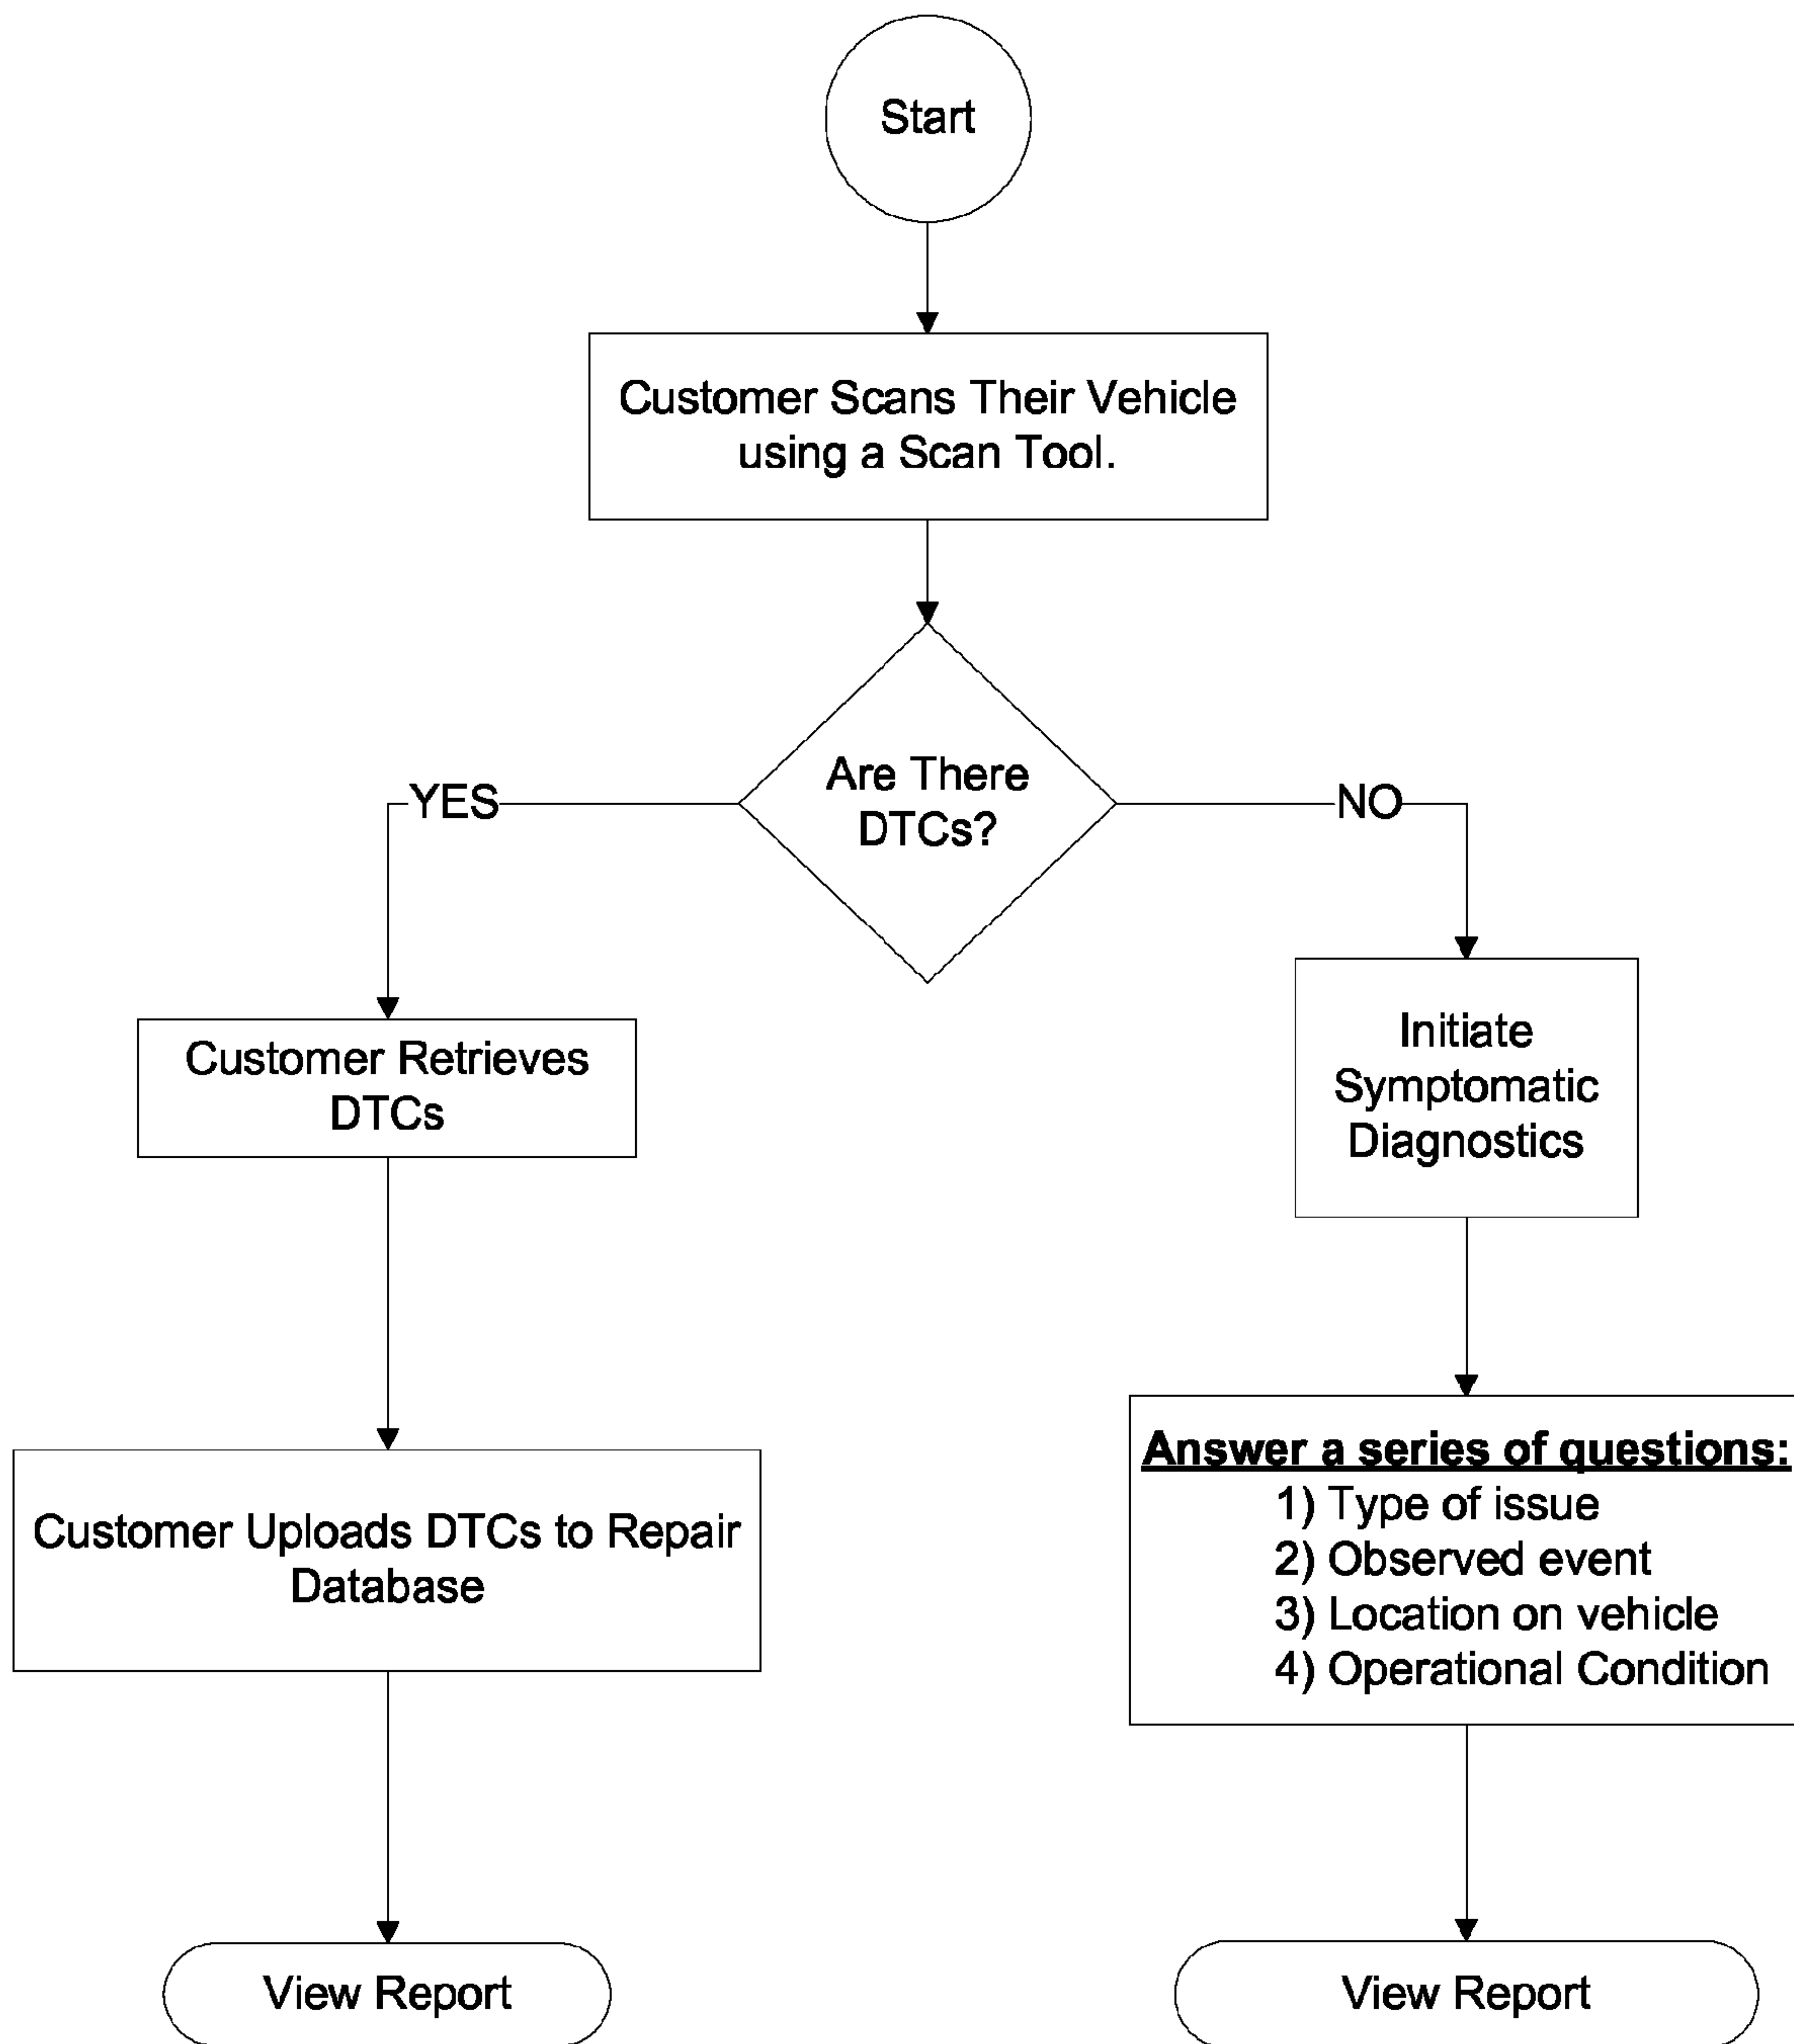 Start
Customer Scans Their Vehicle
using a Scan Tool.
Are There
DTCs?
YES
NO
Customer Retrieves
DTCs
Initiate
Symptomatic
Diagnostics
Customer Uploads DTCs to Repair
Database
Answer a series of questions:
1) Type of issue
2) Observed event
3) Location on vehicle
4) Operational Condition
View Report
View Report